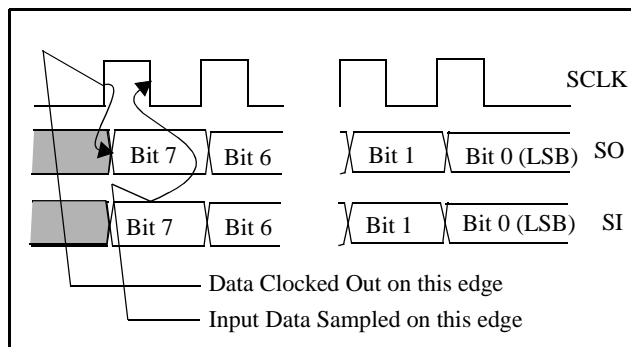 SCLK
Bit 7 Bit 6 Bit 1 Bit 0 (LSB) SO
Bit 7 Bit 6 Bit 1 Bit 0 (LSB) SI
Data Clocked Out on this edge
Input Data Sampled on this edge